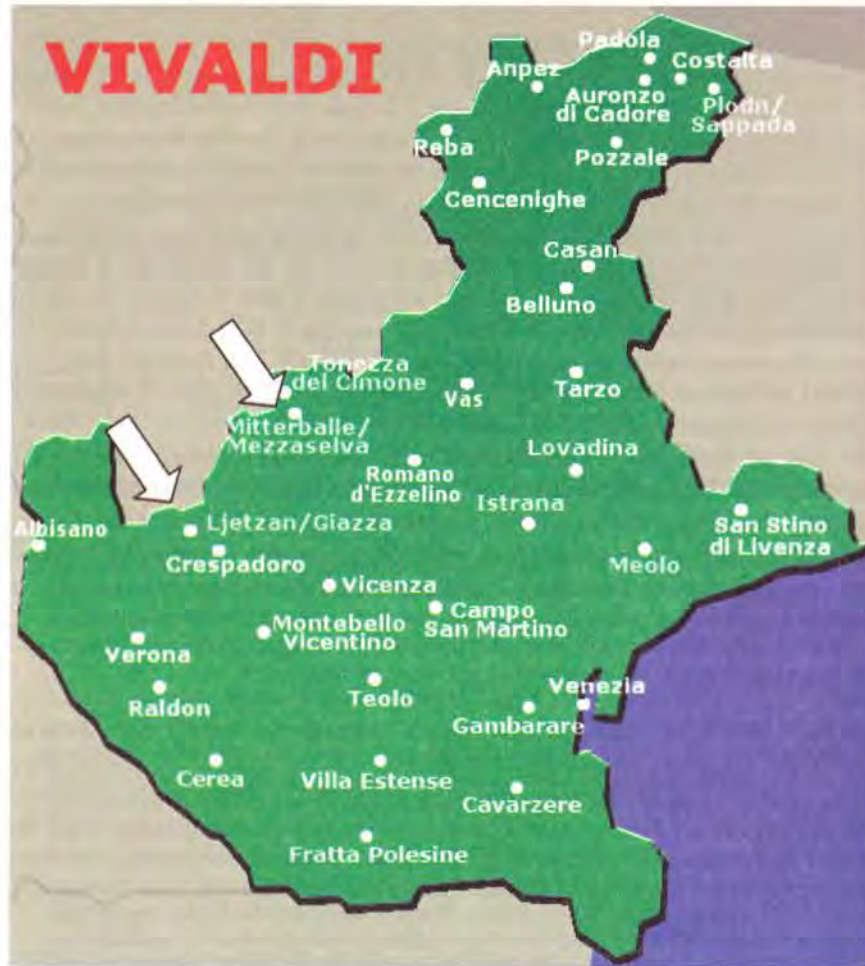 VIVALDI
Padola
Anpez
Costalta
Auronzo
di Cadore
Plodn/
Sappada
Reba
Pozzale
Cencenighe
Casan
Belluno
Tonezza
del Cimone
Vas
Tarzo
Mitterballe/
Mezzaselva
Romano
d'Ezzelino
Lovadina
Istrana
San Stino
di Livenza
Albisano
Ljetzan/Giazza
Crespadoro
Meolo
Vicenza
Campo
San Martino
Montebello
Vicentino
Verona
Raldon
Teolo
Venezia
Gambarare
Cerea
Villa Estense
Cavarzere
Fratta Polesine